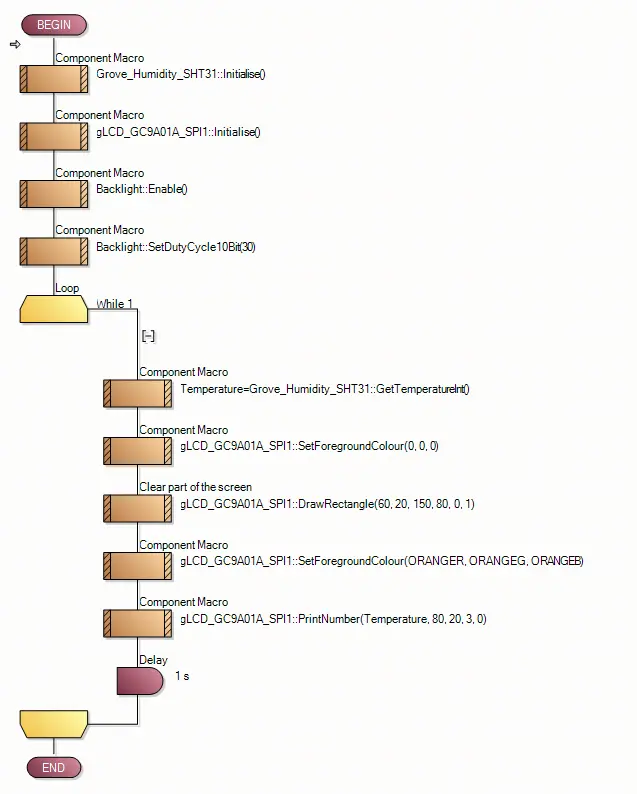 BEGIN
Component Macro
Grove_Humidity_SHT31::Initialise()
Component Macro
gLCD_GC9A01A_SPI1::Initialise()
Component Macro
Backlight::Enable()
Component Macro
Backlight::SetDutyCycle10Bit(30)
Loop
While 1
[-]
Component Macro
Temperature=Grove_Humidity_SHT31::GetTemperatureInt()
Component Macro
gLCD_GC9A01A_SPI1::SetForegroundColour(0, 0, 0)
Clear part of the screen
gLCD_GC9A01A_SPI1::DrawRectangle(60, 20, 150, 80, 0, 1)
Component Macro
gLCD_GC9A01A_SPI1::SetForegroundColour(ORANGER, ORANGEG, ORANGEB)
Component Macro
gLCD_GC9A01A_SPI1::PrintNumber(Temperature, 80, 20, 3, 0)
Delay
1 s
END